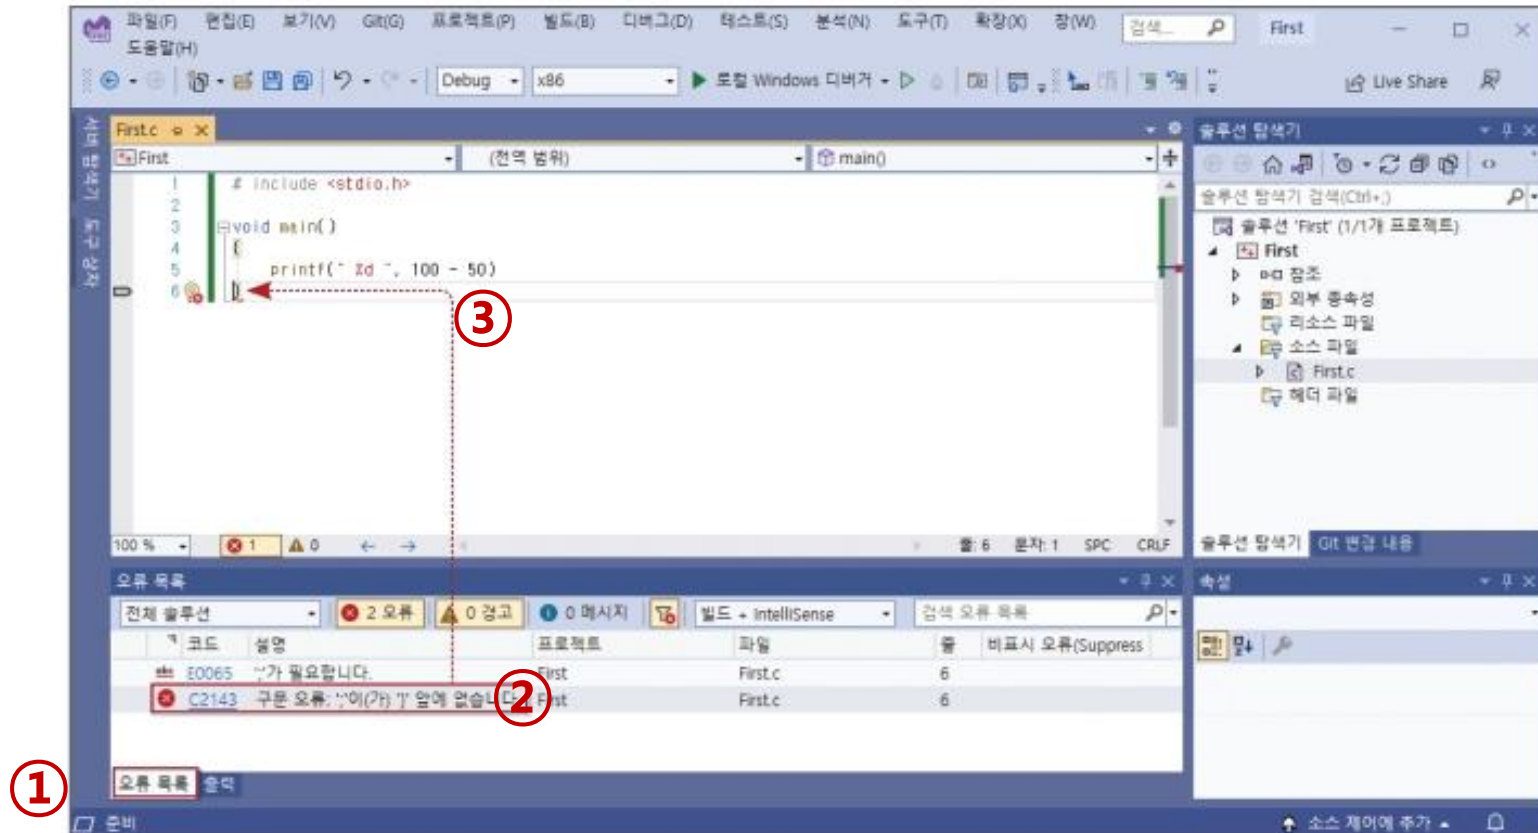 파일(F) 편집(E) 보기(V) Git(G) 프로젝트(P) 빌드(B) 디버그(D) 테스트(S) 분석(N) 도구(T) 확장(X) 창(W) 검색... First
도움말(H)
Debug x86 로컬 Windows 디버거 Live Share
서버 탐색기
도구 상자
First.c
First (전역 범위) main()
1 # include <stdio.h>
2
3 void main( )
4 {
5 printf(" %d ", 100 - 50)
6 }
③
100 % 1 0 줄: 6 문자: 1 SPC CRLF
솔루션 탐색기
솔루션 탐색기 검색(Ctrl+;)
솔루션 'First' (1/1개 프로젝트)
First
참조
외부 종속성
리소스 파일
소스 파일
First.c
헤더 파일
솔루션 탐색기 Git 변경 내용
오류 목록
전체 솔루션 2 오류 0 경고 0 메시지 빌드 + IntelliSense 검색 오류 목록
코드 설명 프로젝트 파일 줄 비표시 오류(Suppress
abc E0065 ';'가 필요합니다. First First.c 6
C2143 구문 오류: ';'이(가) '}' 앞에 없습니다. First First.c 6
②
속성
①
오류 목록 출력
준비 소스 제어에 추가